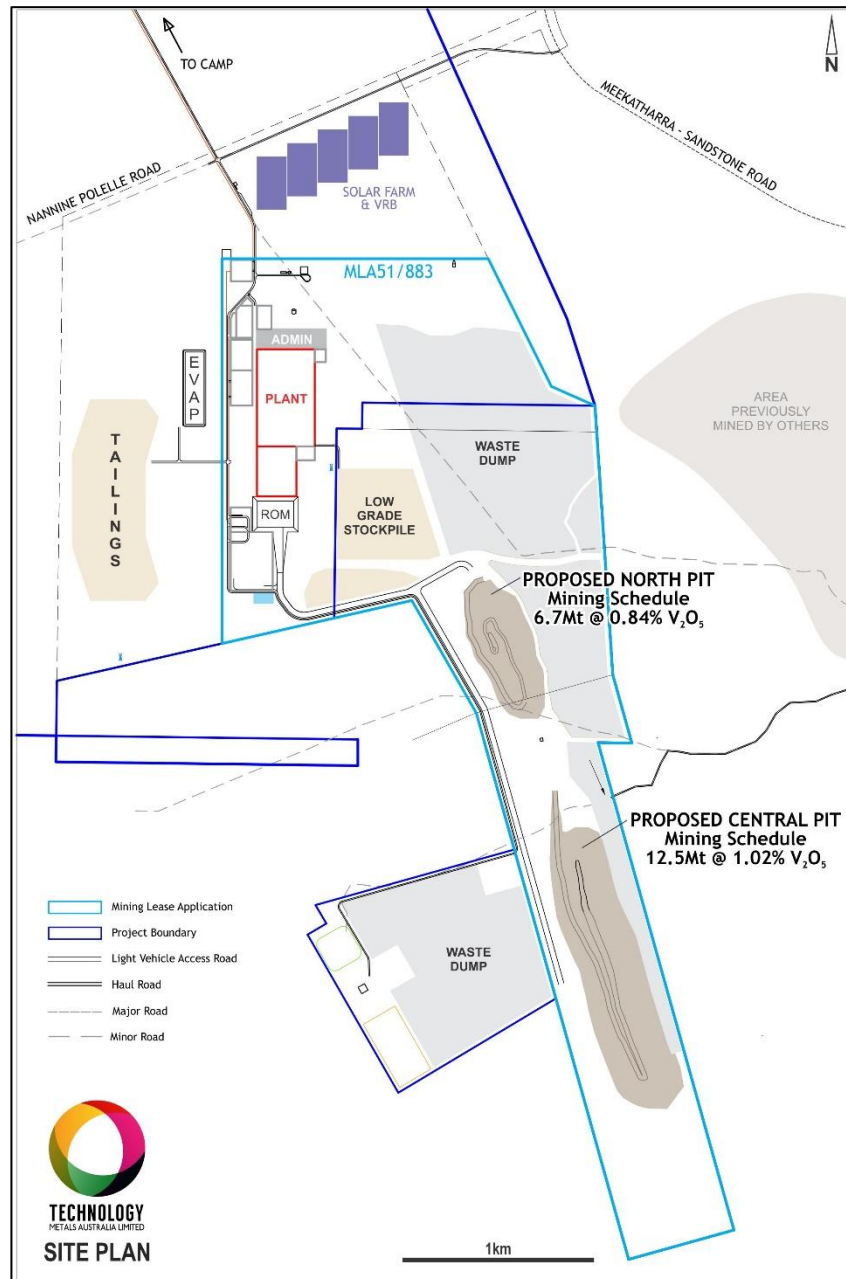 TO CAMP
N
MEEKATHARRA - SANDSTONE ROAD
NANNINE POLELLE ROAD
SOLAR FARM
& VRB
MLA51/883
ADMIN
EVAP
PLANT
TAILINGS
AREA
PREVIOUSLY
MINED BY OTHERS
WASTE
DUMP
LOW
GRADE
STOCKPILE
ROM
PROPOSED NORTH PIT
Mining Schedule
6.7Mt @ 0.84% V₂O₅
PROPOSED CENTRAL PIT
Mining Schedule
12.5Mt @ 1.02% V₂O₅
WASTE
DUMP
Mining Lease Application
Project Boundary
Light Vehicle Access Road
Haul Road
Major Road
Minor Road
TECHNOLOGY
METALS AUSTRALIA LIMITED
SITE PLAN
1km